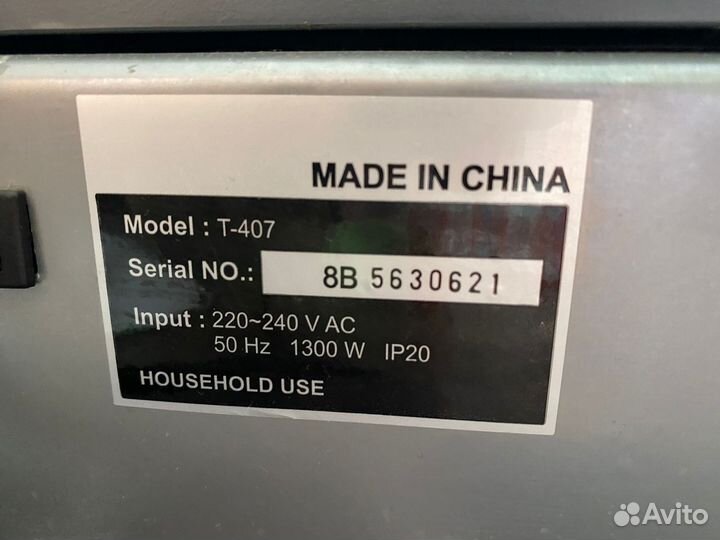 MADE IN CHINA
Model : T-407
Serial NO.: 8B 5630621
Input : 220~240 V AC
50 Hz 1300 W IP20
HOUSEHOLD USE
Avito